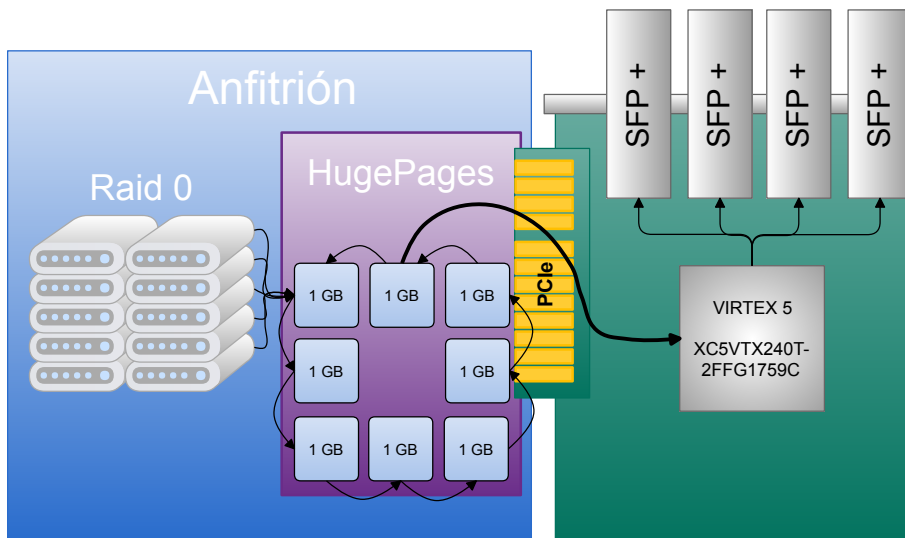 Anfitrión
Raid 0
HugePages
1 GB
1 GB
1 GB
1 GB
1 GB
1 GB
1 GB
1 GB
PCIe
SFP +
SFP +
SFP +
SFP +
VIRTEX 5
XC5VTX240T-
2FFG1759C